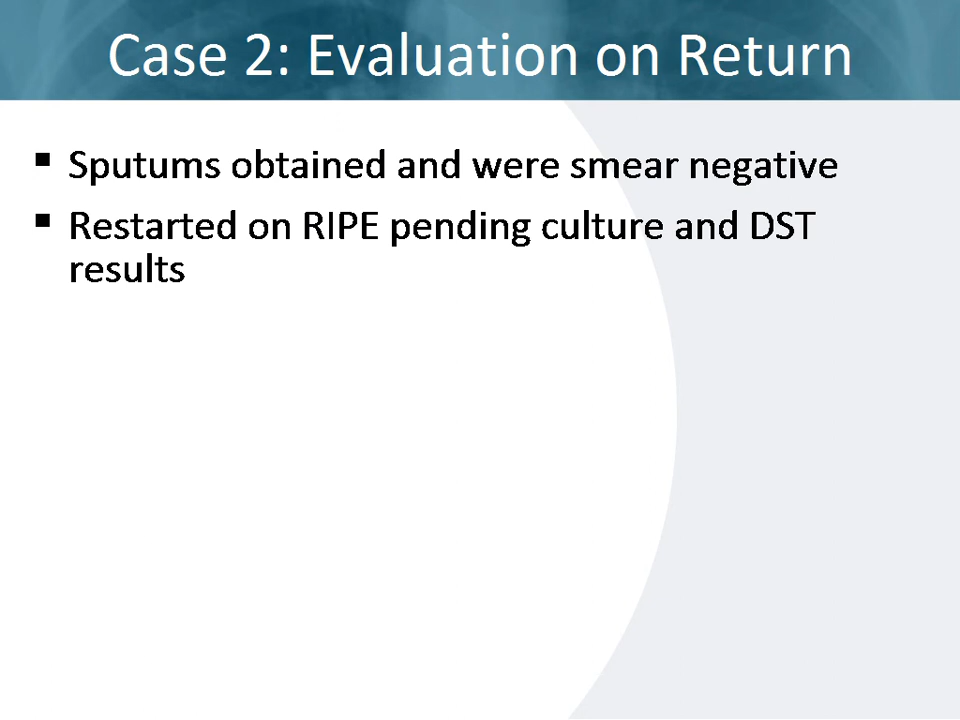 Case 2: Evaluation on Return
▪ Sputums obtained and were smear negative
▪ Restarted on RIPE pending culture and DST
results